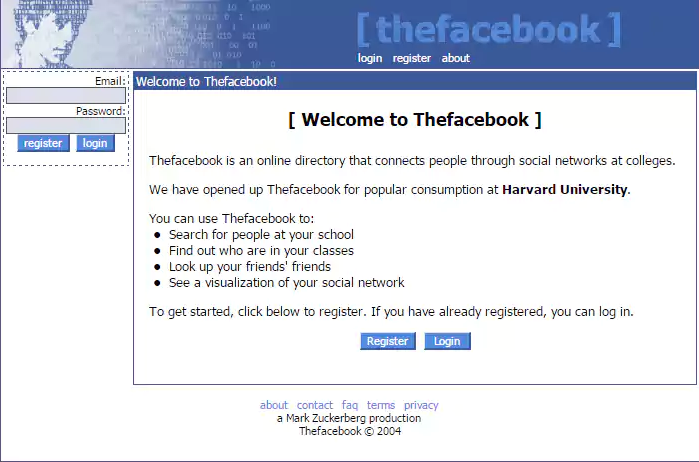 [ thefacebook ]
login register about
Email:
Password:
register login
Welcome to Thefacebook!
[ Welcome to Thefacebook ]
Thefacebook is an online directory that connects people through social networks at colleges.
We have opened up Thefacebook for popular consumption at Harvard University.
You can use Thefacebook to:
• Search for people at your school
• Find out who are in your classes
• Look up your friends' friends
• See a visualization of your social network
To get started, click below to register. If you have already registered, you can log in.
Register Login
about contact faq terms privacy
a Mark Zuckerberg production
Thefacebook © 2004